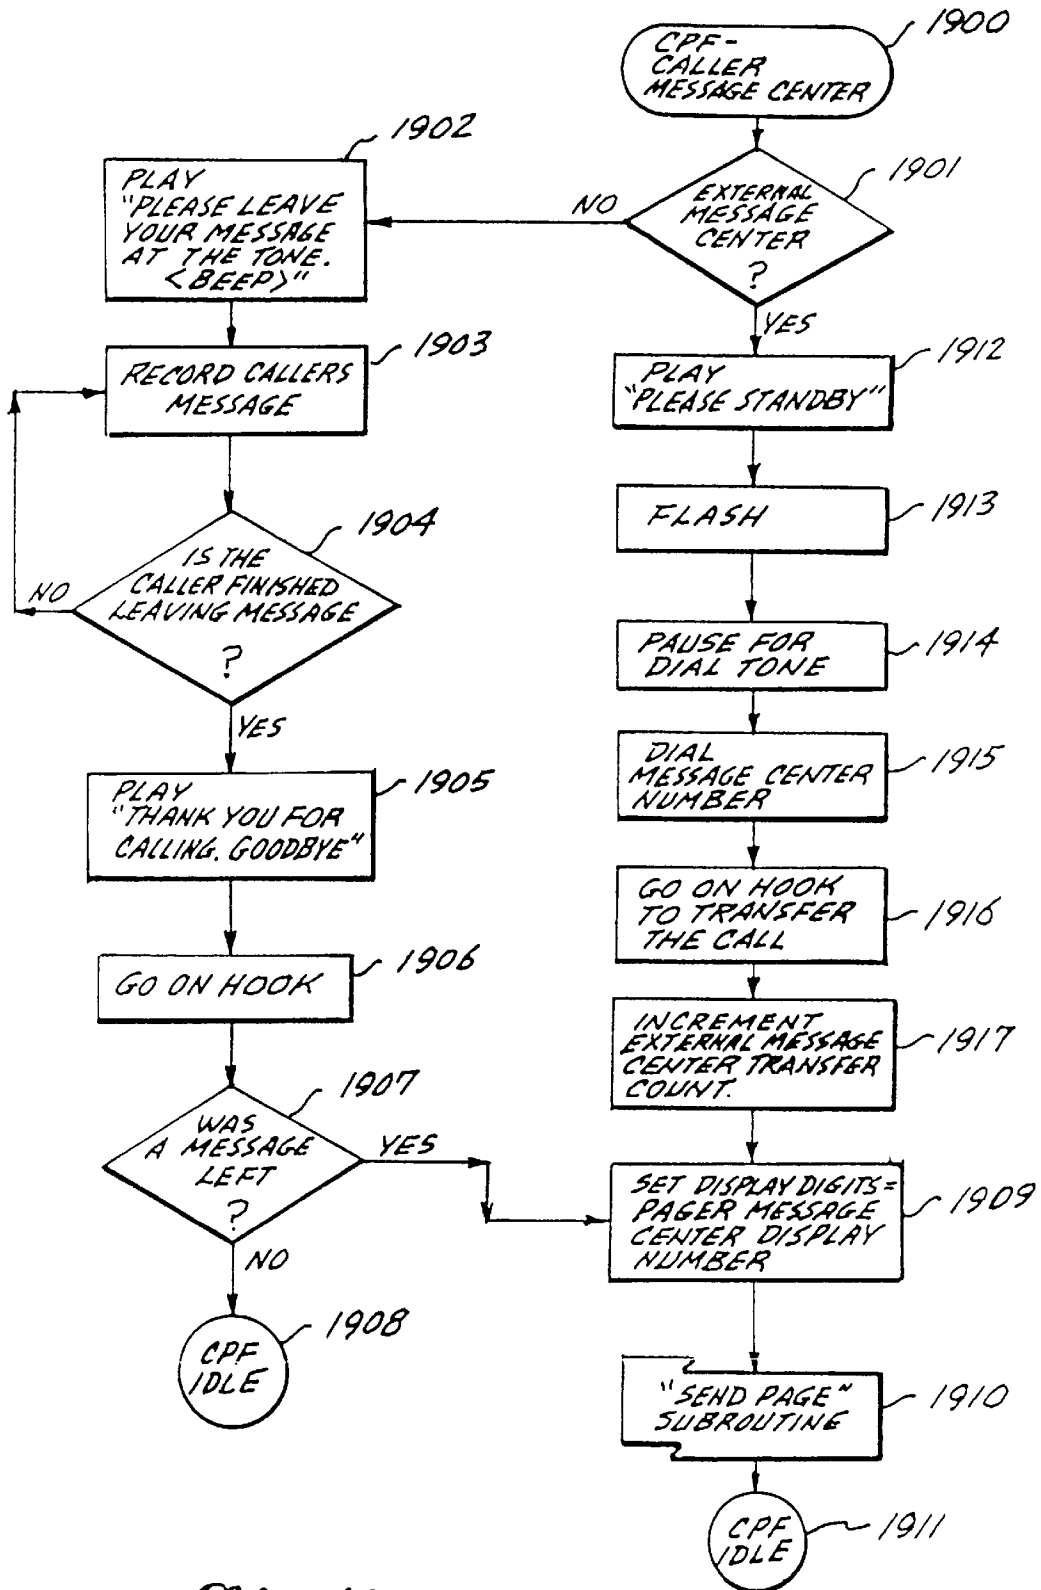 1900
CPF-
CALLER
MESSAGE CENTER
1901
EXTERNAL
MESSAGE
CENTER
?
NO
YES
1902
PLAY
"PLEASE LEAVE
YOUR MESSAGE
AT THE TONE.
<BEEP>"
1903
RECORD CALLERS
MESSAGE
1904
IS THE
CALLER FINISHED
LEAVING MESSAGE
?
NO
YES
1905
PLAY
"THANK YOU FOR
CALLING. GOODBYE"
1906
GO ON HOOK
1907
WAS
A MESSAGE
LEFT
?
YES
NO
1908
CPF
IDLE
1912
PLAY
"PLEASE STANDBY"
1913
FLASH
1914
PAUSE FOR
DIAL TONE
1915
DIAL
MESSAGE CENTER
NUMBER
1916
GO ON HOOK
TO TRANSFER
THE CALL
1917
INCREMENT
EXTERNAL MESSAGE
CENTER TRANSFER
COUNT.
1909
SET DISPLAY DIGITS=
PAGER MESSAGE
CENTER DISPLAY
NUMBER
1910
"SEND PAGE"
SUBROUTINE
1911
CPF
IDLE